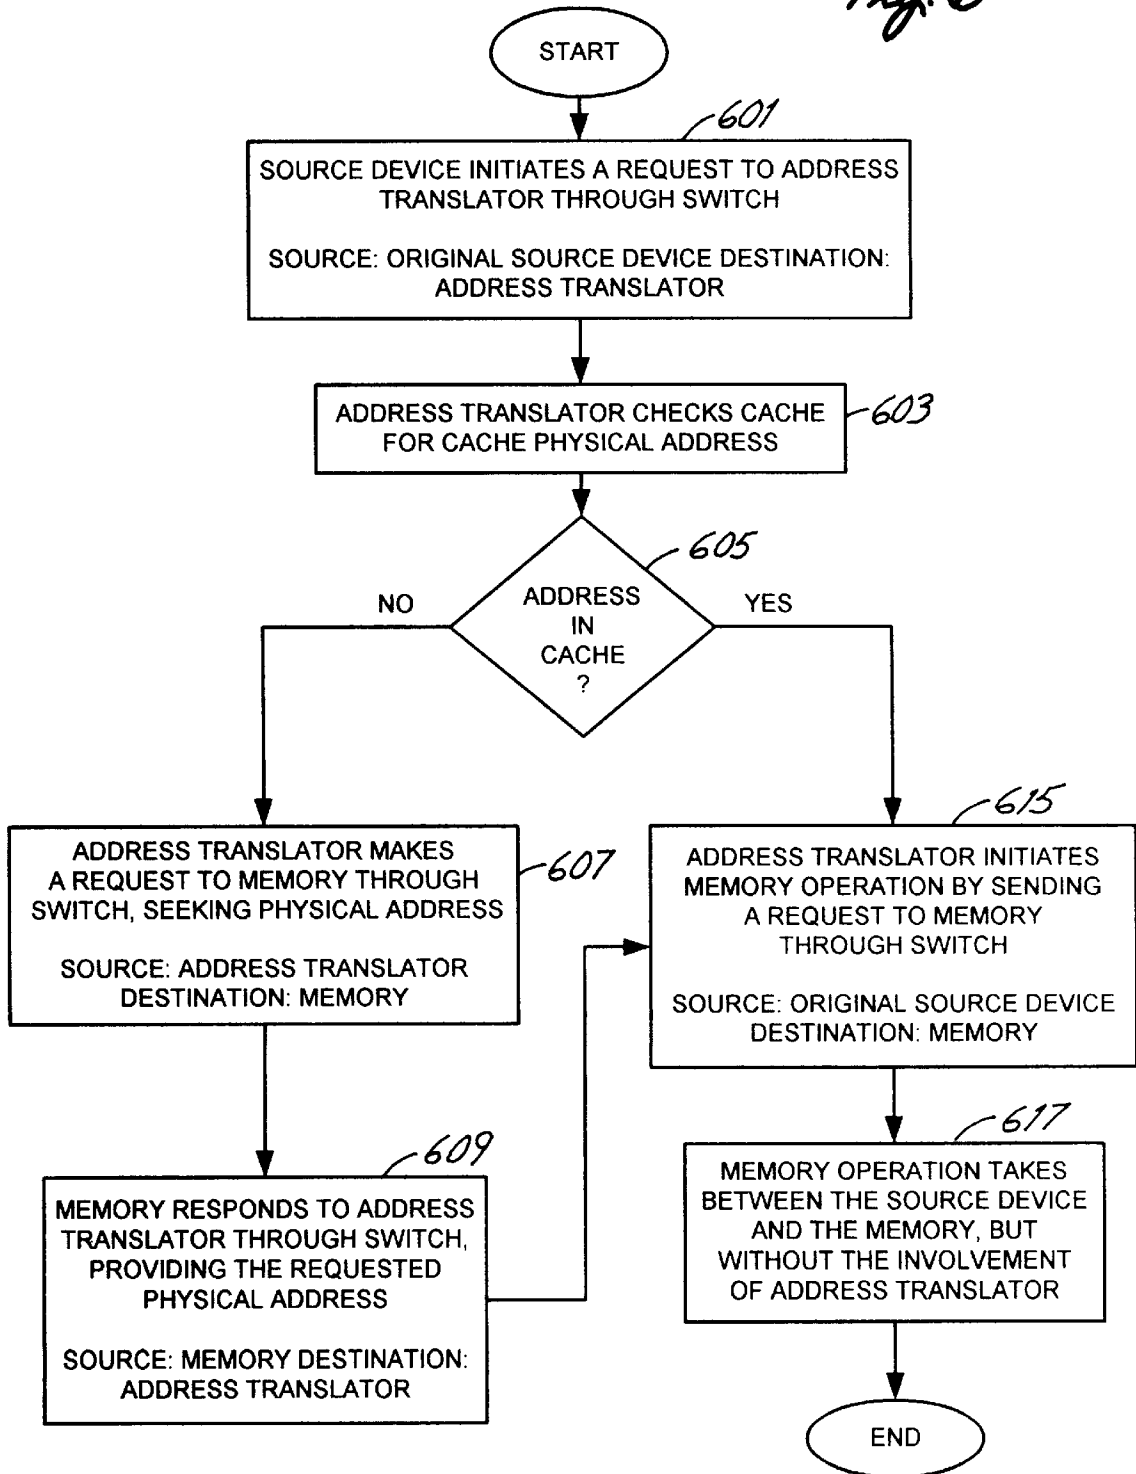 START
601
SOURCE DEVICE INITIATES A REQUEST TO ADDRESS
TRANSLATOR THROUGH SWITCH
SOURCE: ORIGINAL SOURCE DEVICE DESTINATION:
ADDRESS TRANSLATOR
ADDRESS TRANSLATOR CHECKS CACHE
FOR CACHE PHYSICAL ADDRESS
603
605
ADDRESS
IN
CACHE
?
NO
YES
ADDRESS TRANSLATOR MAKES
A REQUEST TO MEMORY THROUGH
SWITCH, SEEKING PHYSICAL ADDRESS
SOURCE: ADDRESS TRANSLATOR
DESTINATION: MEMORY
607
609
MEMORY RESPONDS TO ADDRESS
TRANSLATOR THROUGH SWITCH,
PROVIDING THE REQUESTED
PHYSICAL ADDRESS
SOURCE: MEMORY DESTINATION:
ADDRESS TRANSLATOR
615
ADDRESS TRANSLATOR INITIATES
MEMORY OPERATION BY SENDING
A REQUEST TO MEMORY
THROUGH SWITCH
SOURCE: ORIGINAL SOURCE DEVICE
DESTINATION: MEMORY
617
MEMORY OPERATION TAKES
BETWEEN THE SOURCE DEVICE
AND THE MEMORY, BUT
WITHOUT THE INVOLVEMENT
OF ADDRESS TRANSLATOR
END